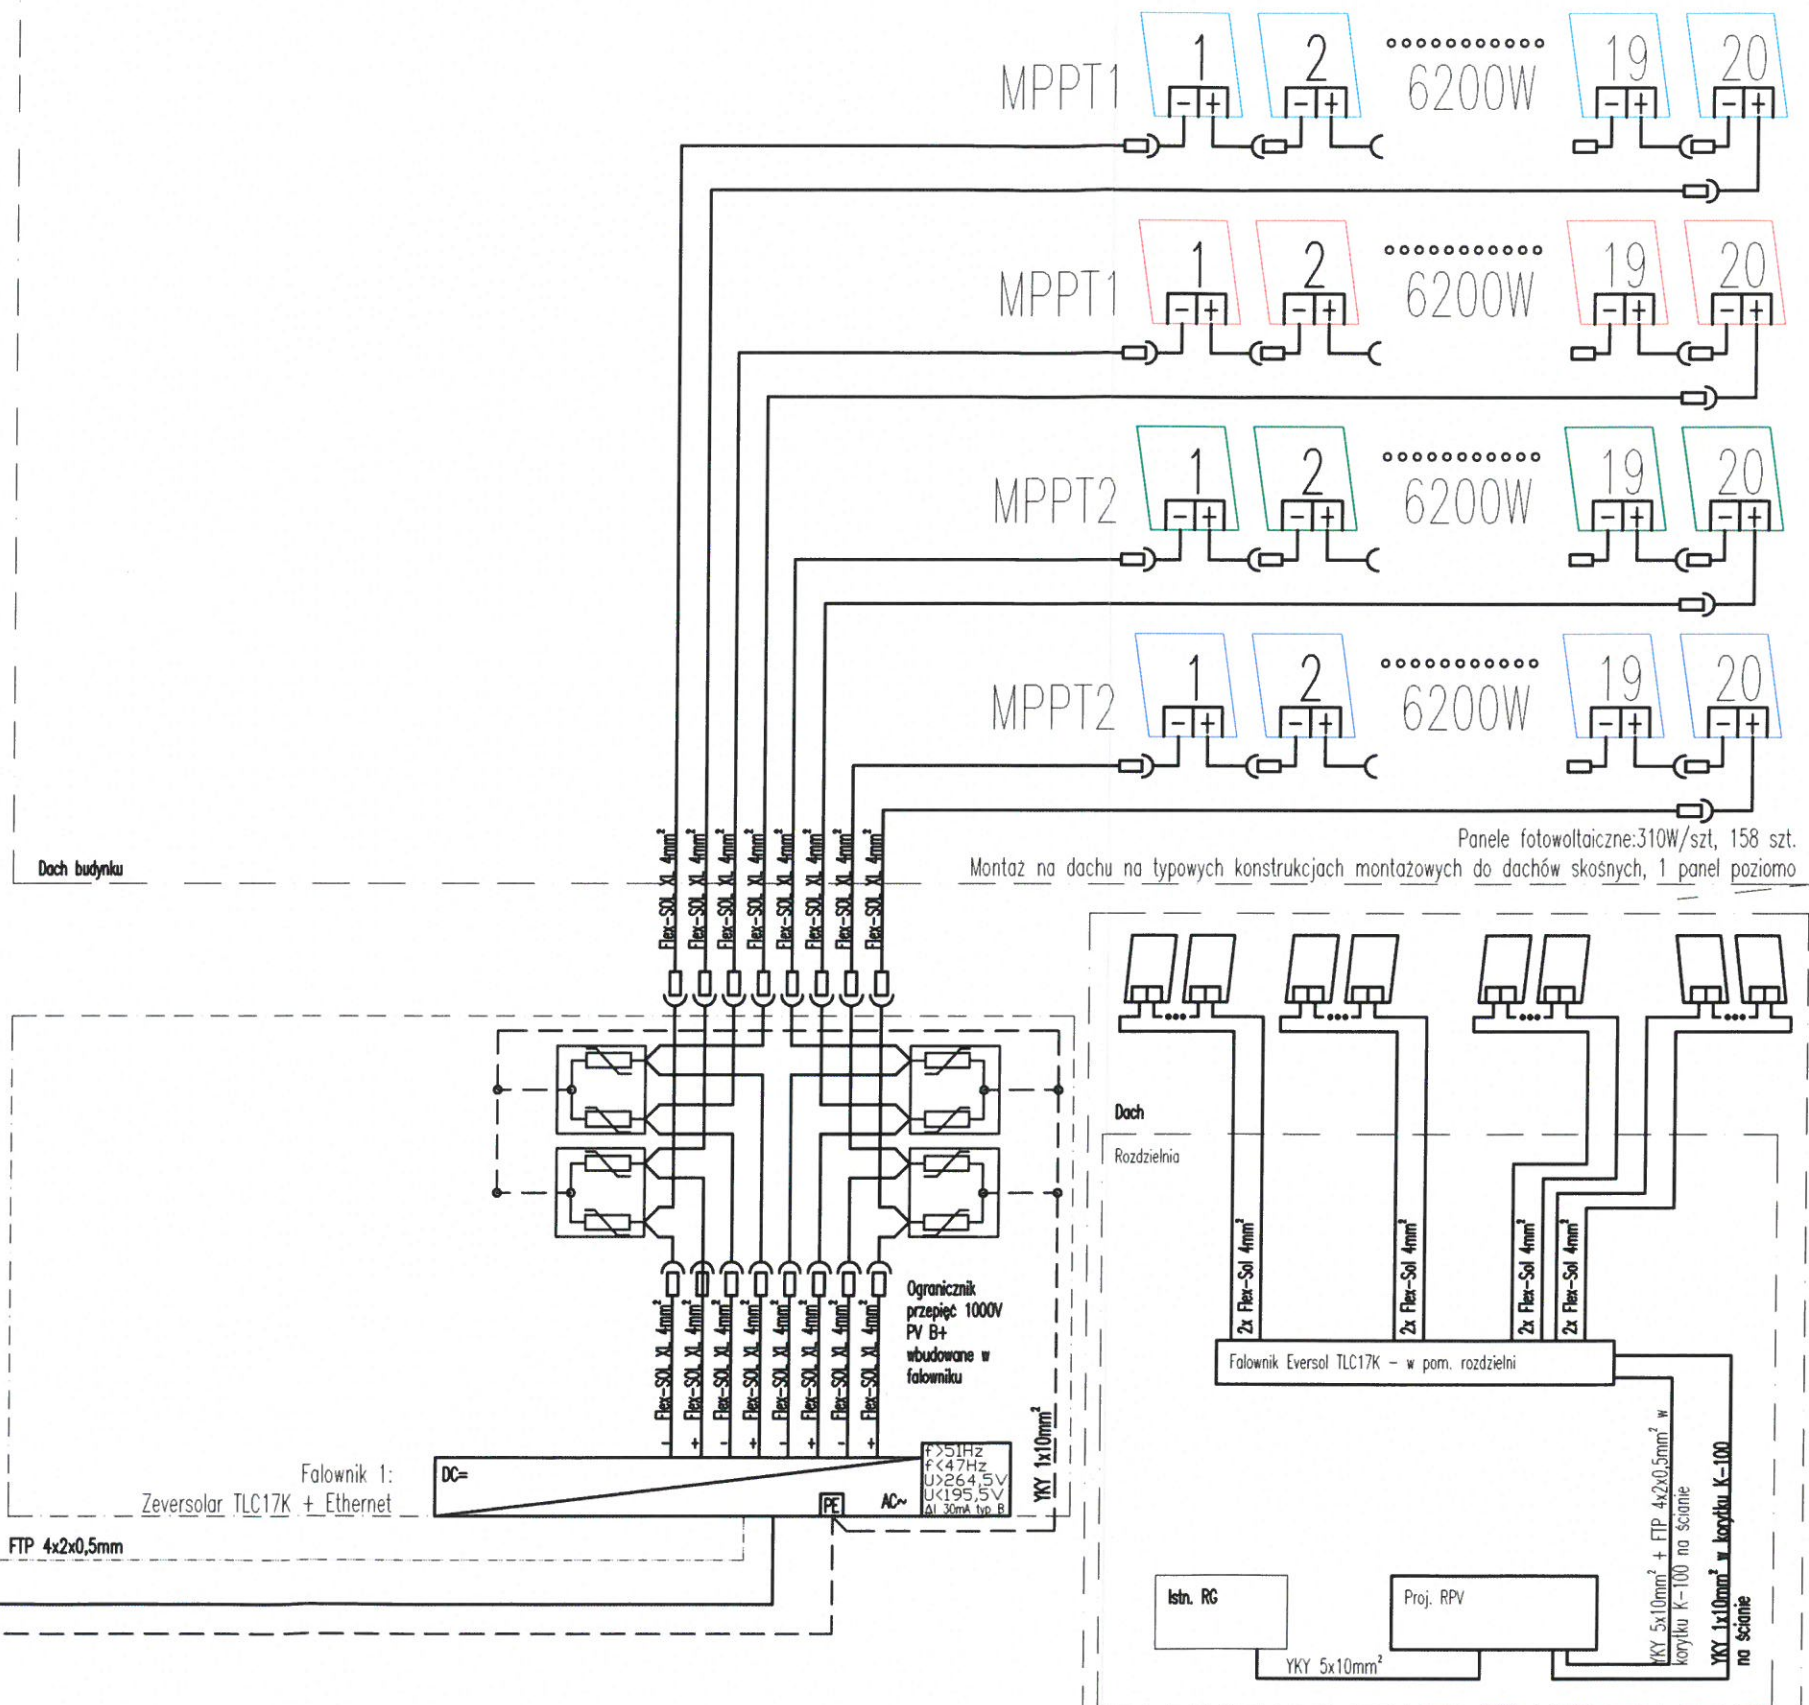 MPPT1
1
2
6200W
19
20
- +
- +
- +
- +
MPPT1
1
2
6200W
19
20
- +
- +
- +
- +
MPPT2
1
2
6200W
19
20
- +
- +
- +
- +
MPPT2
1
2
6200W
19
20
- +
- +
- +
- +
Panele fotowoltaiczne:310W/szt, 158 szt.
Montaż na dachu na typowych konstrukcjach montażowych do dachów skośnych, 1 panel poziomo
Dach budynku
Flex-SOL XL 4mm²
Flex-SOL XL 4mm²
Flex-SOL XL 4mm²
Flex-SOL XL 4mm²
Flex-SOL XL 4mm²
Flex-SOL XL 4mm²
Flex-SOL XL 4mm²
Flex-SOL XL 4mm²
Ogranicznik
przepięć 1000V
PV B+
wbudowane w
falowniku
Flex-SOL XL 4mm²
Flex-SOL XL 4mm²
Flex-SOL XL 4mm²
Flex-SOL XL 4mm²
Flex-SOL XL 4mm²
Flex-SOL XL 4mm²
Flex-SOL XL 4mm²
Flex-SOL XL 4mm²
- + - + - + - +
YKY 1x10mm²
Falownik 1:
Zeversolar TLC17K + Ethernet
DC=
PE
AC~
f>51Hz
f<47Hz
U>264,5V
U<195,5V
ΔI 30mA typ B
FTP 4x2x0,5mm
Dach
Rozdzielnia
2x Flex-Sol 4mm²
2x Flex-Sol 4mm²
2x Flex-Sol 4mm²
2x Flex-Sol 4mm²
Falownik Eversol TLC17K - w pom. rozdzielni
YKY 5x10mm² + FTP 4x2x0,5mm² w
korytku K-100 na ścianie
YKY 1x10mm² w korytku K-100
na ścianie
Istn. RG
Proj. RPV
YKY 5x10mm²